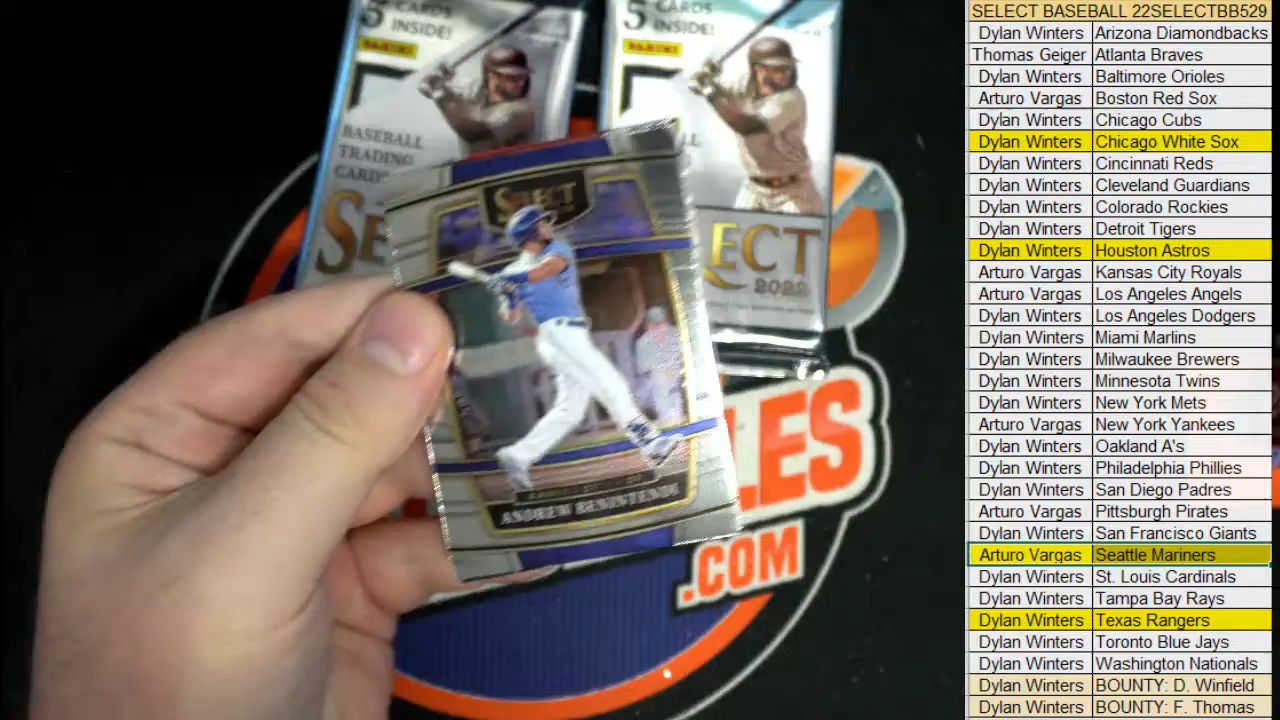 5 CARDS
INSIDE!
PANINI
BASEBALL
TRADING
CARDS
SE
5 CARDS
INSIDE!
PANINI
ECT
2022
SELECT
ANDREW BENINTENDI
LES
.COM
SELECT BASEBALL 22SELECTBB529
Dylan Winters Arizona Diamondbacks
Thomas Geiger Atlanta Braves
Dylan Winters Baltimore Orioles
Arturo Vargas Boston Red Sox
Dylan Winters Chicago Cubs
Dylan Winters Chicago White Sox
Dylan Winters Cincinnati Reds
Dylan Winters Cleveland Guardians
Dylan Winters Colorado Rockies
Dylan Winters Detroit Tigers
Dylan Winters Houston Astros
Arturo Vargas Kansas City Royals
Arturo Vargas Los Angeles Angels
Dylan Winters Los Angeles Dodgers
Dylan Winters Miami Marlins
Dylan Winters Milwaukee Brewers
Dylan Winters Minnesota Twins
Dylan Winters New York Mets
Arturo Vargas New York Yankees
Dylan Winters Oakland A's
Dylan Winters Philadelphia Phillies
Dylan Winters San Diego Padres
Arturo Vargas Pittsburgh Pirates
Dylan Winters San Francisco Giants
Arturo Vargas Seattle Mariners
Dylan Winters St. Louis Cardinals
Dylan Winters Tampa Bay Rays
Dylan Winters Texas Rangers
Dylan Winters Toronto Blue Jays
Dylan Winters Washington Nationals
Dylan Winters BOUNTY: D. Winfield
Dylan Winters BOUNTY: F. Thomas